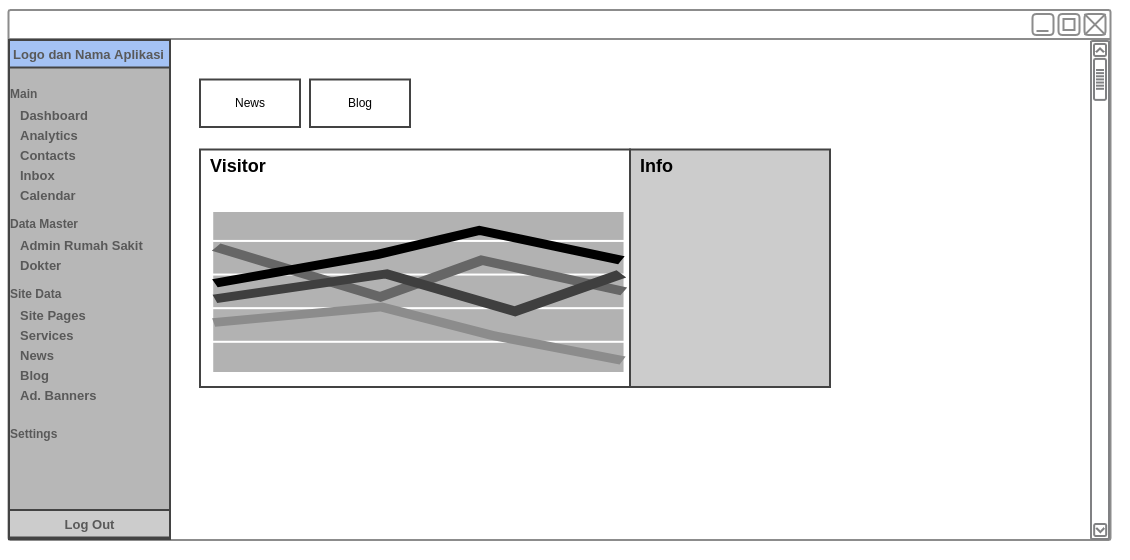 Logo dan Nama Aplikasi
Main
Dashboard
Analytics
Contacts
Inbox
Calendar
Data Master
Admin Rumah Sakit
Dokter
Site Data
Site Pages
Services
News
Blog
Ad. Banners
Settings
Log Out
News
Blog
Visitor
Info